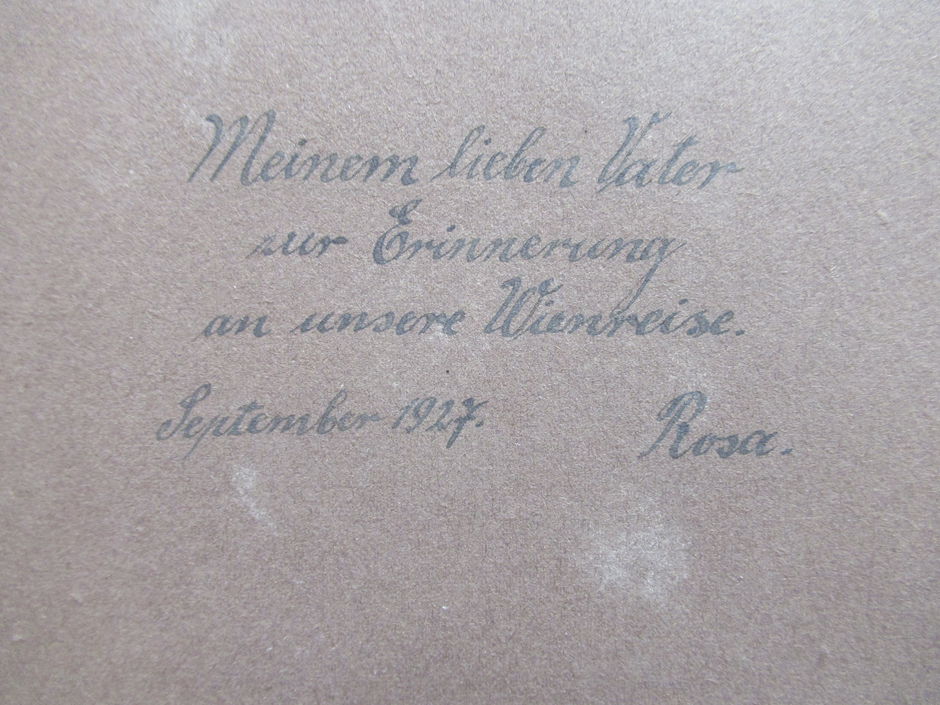 Meinem lieben Vater
zur Erinnerung
an unsere Wienreise.
September 1927.
Rosa.